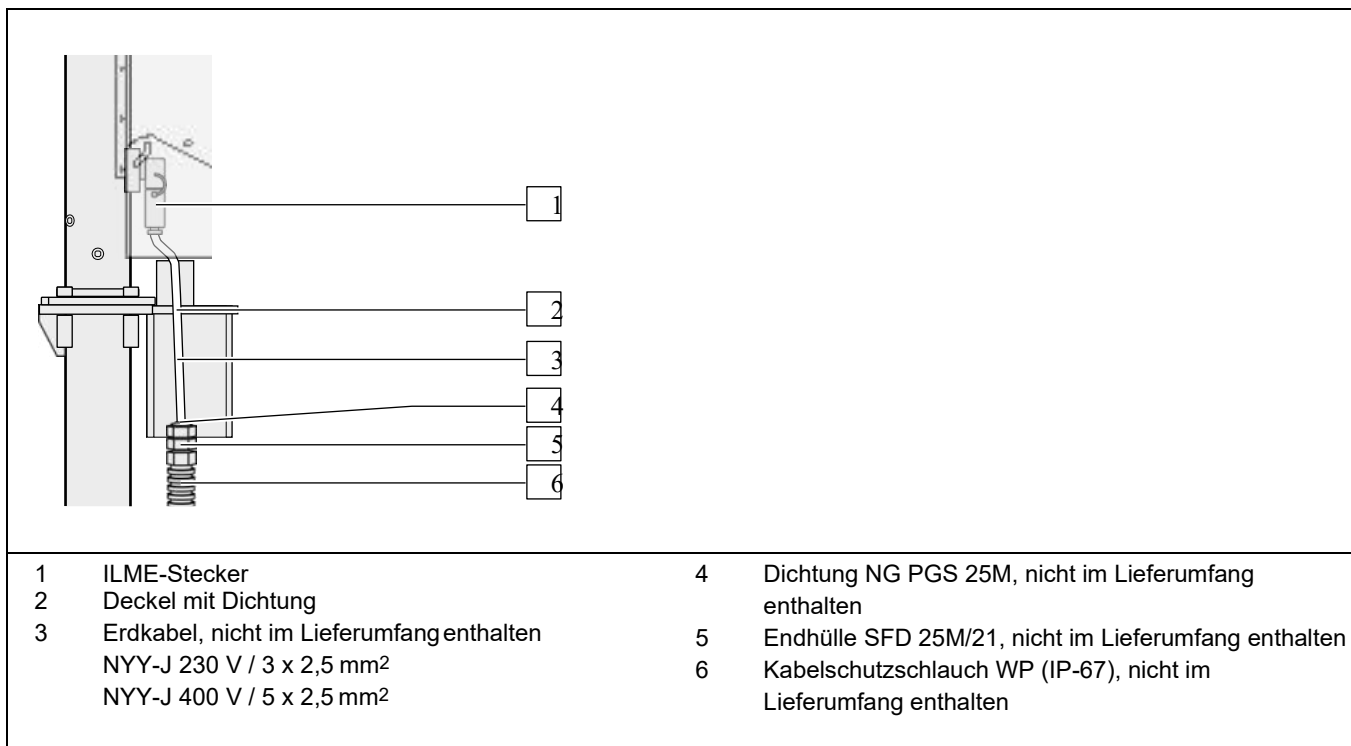 1
2
3
4
5
6
1 ILME-Stecker
2 Deckel mit Dichtung
3 Erdkabel, nicht im Lieferumfang enthalten
NYY-J 230 V / 3 x 2,5 mm2
NYY-J 400 V / 5 x 2,5 mm2
4 Dichtung NG PGS 25M, nicht im Lieferumfang
enthalten
5 Endhülle SFD 25M/21, nicht im Lieferumfang enthalten
6 Kabelschutzschlauch WP (IP-67), nicht im
Lieferumfang enthalten